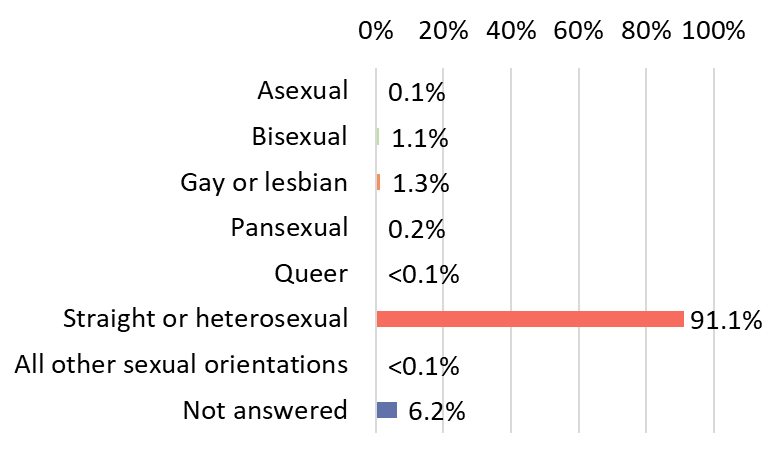 0% 20% 40% 60% 80% 100%
Asexual 0.1%
Bisexual 1.1%
Gay or lesbian 1.3%
Pansexual 0.2%
Queer <0.1%
Straight or heterosexual 91.1%
All other sexual orientations <0.1%
Not answered 6.2%